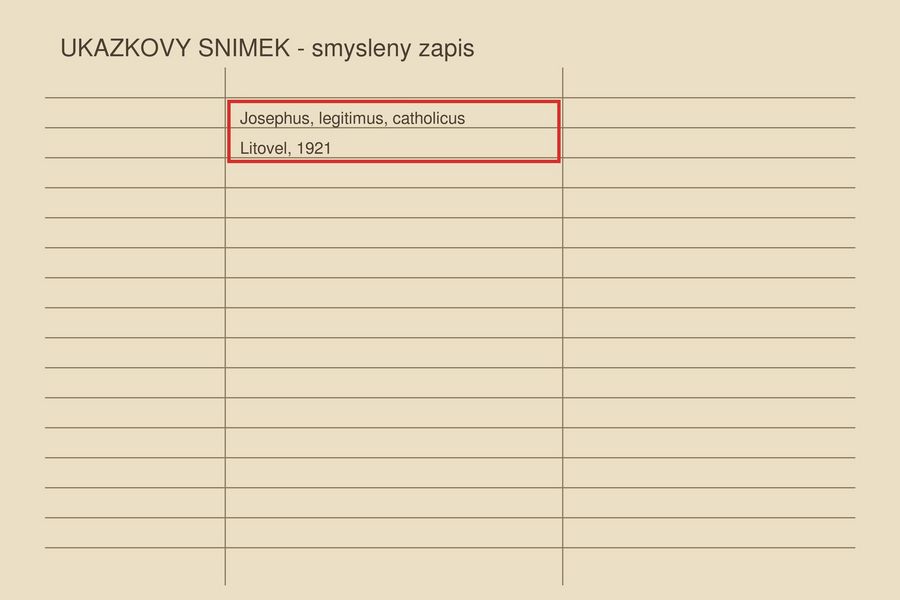 UKAZKOVY SNIMEK - smysleny zapis
Josephus, legitimus, catholicus
Litovel, 1921